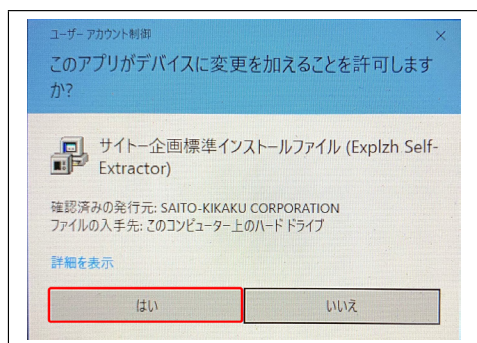 ユーザー アカウント制御
このアプリがデバイスに変更を加えることを許可します
か?
サイトー企画標準インストールファイル (Explzh Self-
Extractor)
確認済みの発行元: SAITO-KIKAKU CORPORATION
ファイルの入手先: このコンピューター上のハード ドライブ
詳細を表示
はい
いいえ